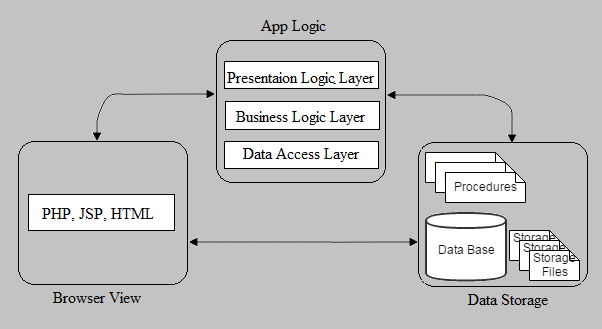 App Logic
Presentaion Logic Layer
Business Logic Layer
Data Access Layer
PHP, JSP, HTML
Browser View
Procedures
Data Base
Storage
Storage
Storage
Files
Data Storage